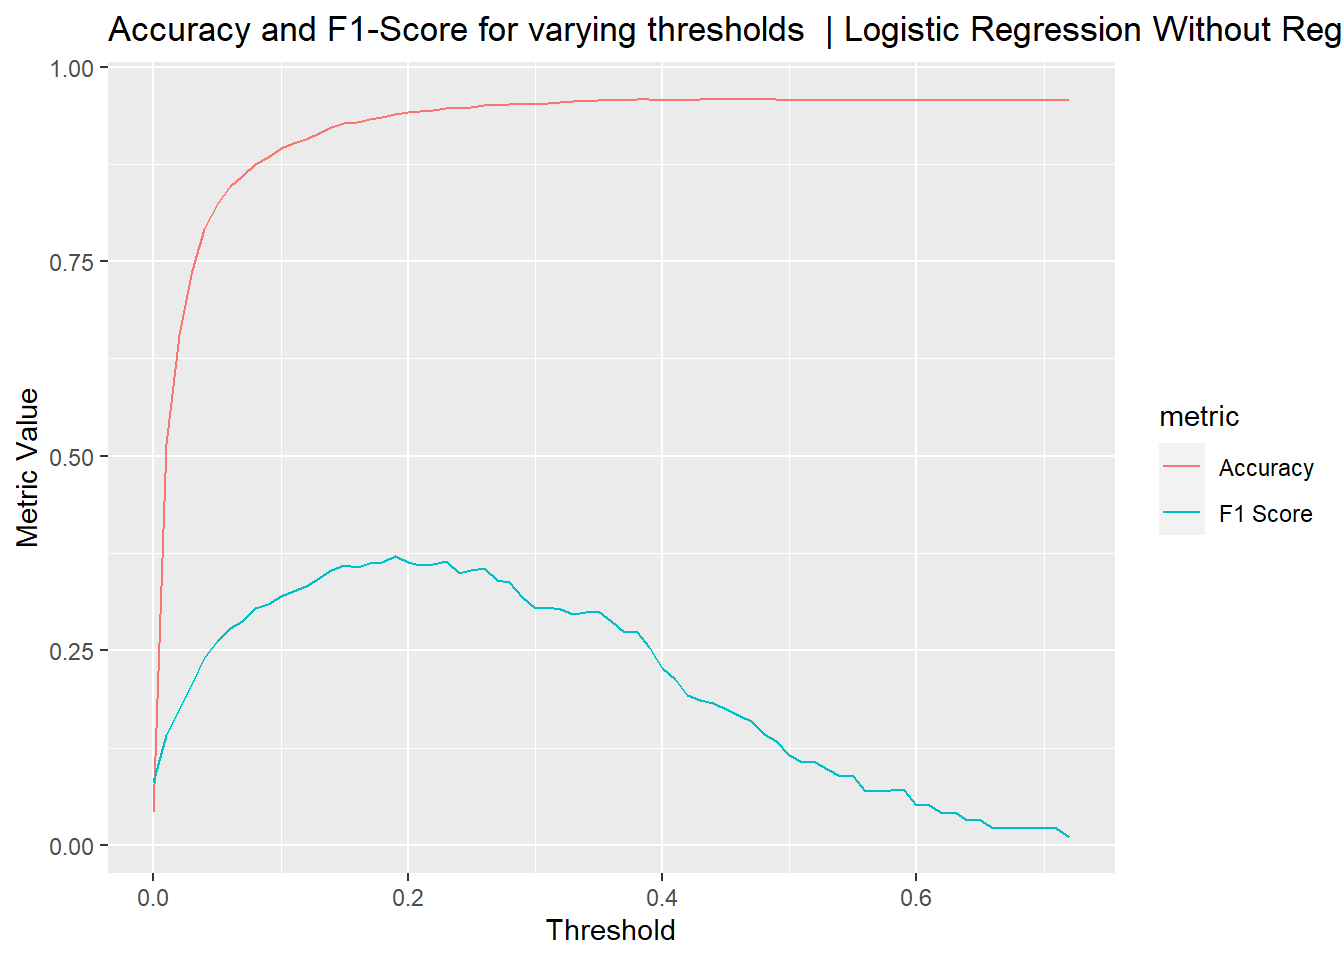 Accuracy and F1-Score for varying thresholds  | Logistic Regression Without Reg
1.00
0.75
0.50
0.25
0.00
Metric Value
0.0
0.2
0.4
0.6
Threshold
metric
Accuracy
F1 Score